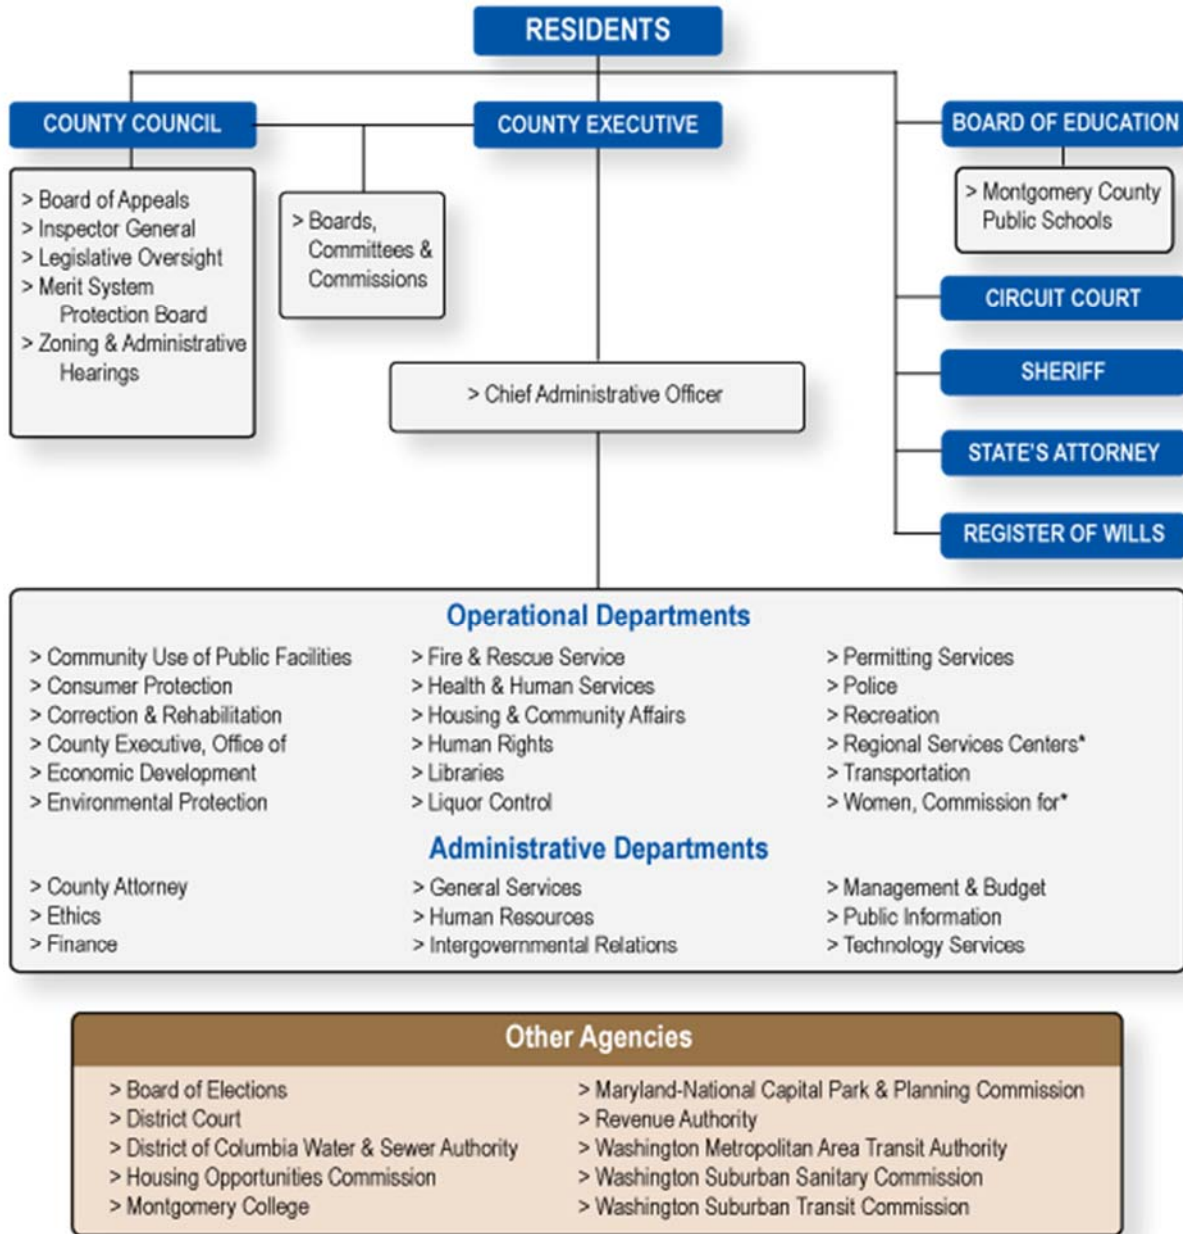 RESIDENTS
COUNTY COUNCIL
COUNTY EXECUTIVE
BOARD OF EDUCATION
> Board of Appeals
> Inspector General
> Legislative Oversight
> Merit System
Protection Board
> Zoning & Administrative
Hearings
> Boards,
Committees &
Commissions
> Montgomery County
Public Schools
CIRCUIT COURT
SHERIFF
> Chief Administrative Officer
STATE'S ATTORNEY
REGISTER OF WILLS
Operational Departments
> Community Use of Public Facilities
> Consumer Protection
> Correction & Rehabilitation
> County Executive, Office of
> Economic Development
> Environmental Protection
> Fire & Rescue Service
> Health & Human Services
> Housing & Community Affairs
> Human Rights
> Libraries
> Liquor Control
> Permitting Services
> Police
> Recreation
> Regional Services Centers*
> Transportation
> Women, Commission for*
Administrative Departments
> County Attorney
> Ethics
> Finance
> General Services
> Human Resources
> Intergovernmental Relations
> Management & Budget
> Public Information
> Technology Services
Other Agencies
> Board of Elections
> District Court
> District of Columbia Water & Sewer Authority
> Housing Opportunities Commission
> Montgomery College
> Maryland-National Capital Park & Planning Commission
> Revenue Authority
> Washington Metropolitan Area Transit Authority
> Washington Suburban Sanitary Commission
> Washington Suburban Transit Commission